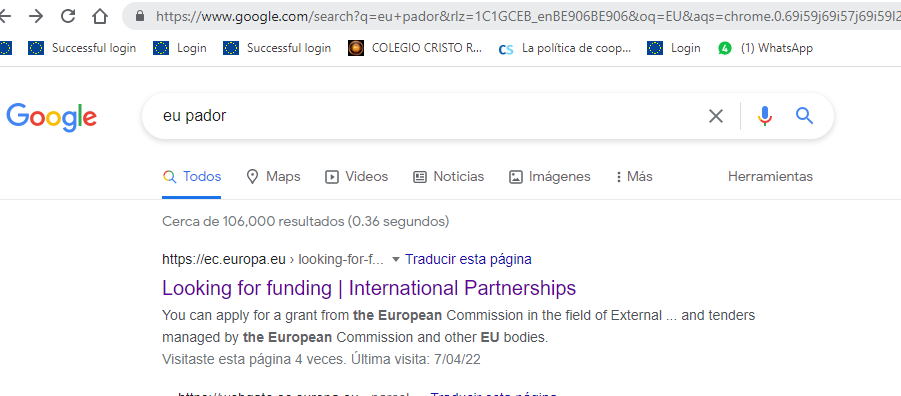 https://www.google.com/search?q=eu+pador&rlz=1C1GCEB_enBE906BE906&oq=EU&aqs=chrome.0.69i59j69i57j69i59l2
Successful login Login Successful login COLEGIO CRISTO R... CS La política de coop... Login 4 (1) WhatsApp
Google eu pador
Todos Maps Videos Noticias Imágenes Más Herramientas
Cerca de 106,000 resultados (0.36 segundos)
https://ec.europa.eu › looking-for-f... Traducir esta página
Looking for funding | International Partnerships
You can apply for a grant from the European Commission in the field of External ... and tenders
managed by the European Commission and other EU bodies.
Visitaste esta página 4 veces. Última visita: 7/04/22
Traducir esta página